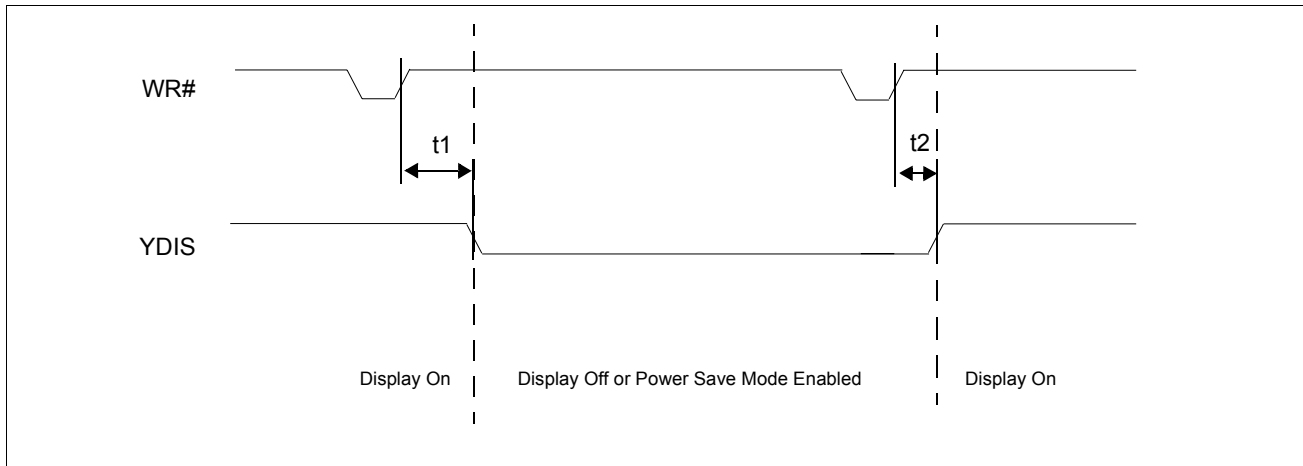 WR#
t1
t2
YDIS
Display On
Display Off or Power Save Mode Enabled
Display On